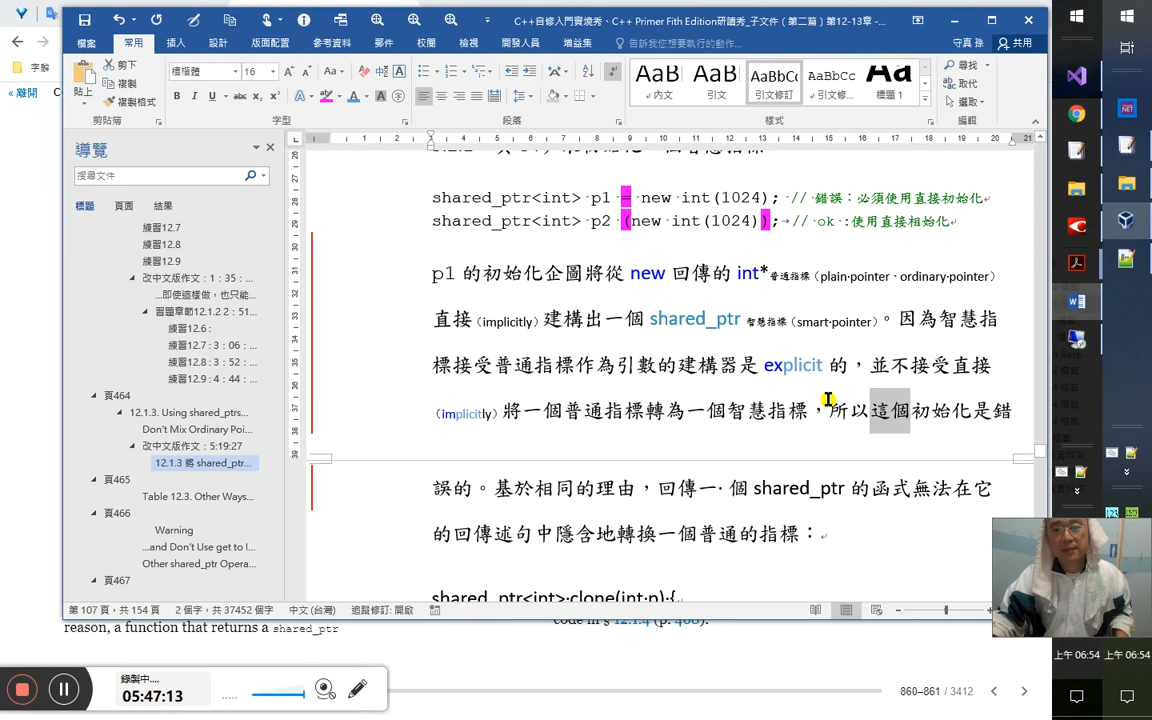 C++自修入門實境秀、C++ Primer Fith Edition研讀秀_子文件（第二篇）第12-13章 - ...
檔案 常用 插入 設計 版面配置 參考資料 郵件 校閱 檢視 開發人員 增益集 告訴我您想要執行的動作... 守真 孫 共用
字齡
« 離開
貼上
剪下
複製
複製格式
標楷體 16
AaBb 內文
AaBb 引文
AaBbCc 引文修訂
AaBbCc 引文修...
Aa 標題 1
尋找
取代
選取
剪貼簿 字型 段落 樣式 編輯
導覽
搜尋文件
標題 頁面 結果
練習12.7
練習12.8
練習12.9
改中文版作文：1：35：...
...即使這樣做，也只能...
習題章節12.1.2 2：51...
練習12.6：
練習12.7：3：06：...
練習12.8：3：52：...
練習12.9：4：44：...
頁464
12.1.3. Using shared_ptrs...
Don't Mix Ordinary Poi...
改中文版作文：5:19:27
12.1.3 將 shared_ptr...
頁465
Table 12.3. Other Ways...
頁466
Warning
...and Don't Use get to I...
Other shared_ptr Opera...
頁467
shared_ptr<int> p1 = new int(1024); // 錯誤：必須使用直接初始化
shared_ptr<int> p2 (new int(1024)); // ok :使用直接相始化
p1 的初始化企圖將從 new 回傳的 int*普通指標（plain·pointer、ordinary·pointer）
直接（implicitly）建構出一個 shared_ptr 智慧指標（smart·pointer）。因為智慧指
標接受普通指標作為引數的建構器是 explicit 的，並不接受直接
（implicitly）將一個普通指標轉為一個智慧指標，所以這個初始化是錯
誤的。基於相同的理由，回傳一· 個 shared_ptr 的函式無法在它
的回傳述句中隱含地轉換一個普通的指標：
shared_ptr<int>·clone(int·p)·{
第 107 頁，共 154 頁 2 個字，共 37452 個字 中文 (台灣) 追蹤修訂: 開啟
reason, a function that returns a shared_ptr
code in § 12.1.4 (p. 468).
錄製中...
05:47:13
860–861 / 3412
上午 06:54 上午 06:54